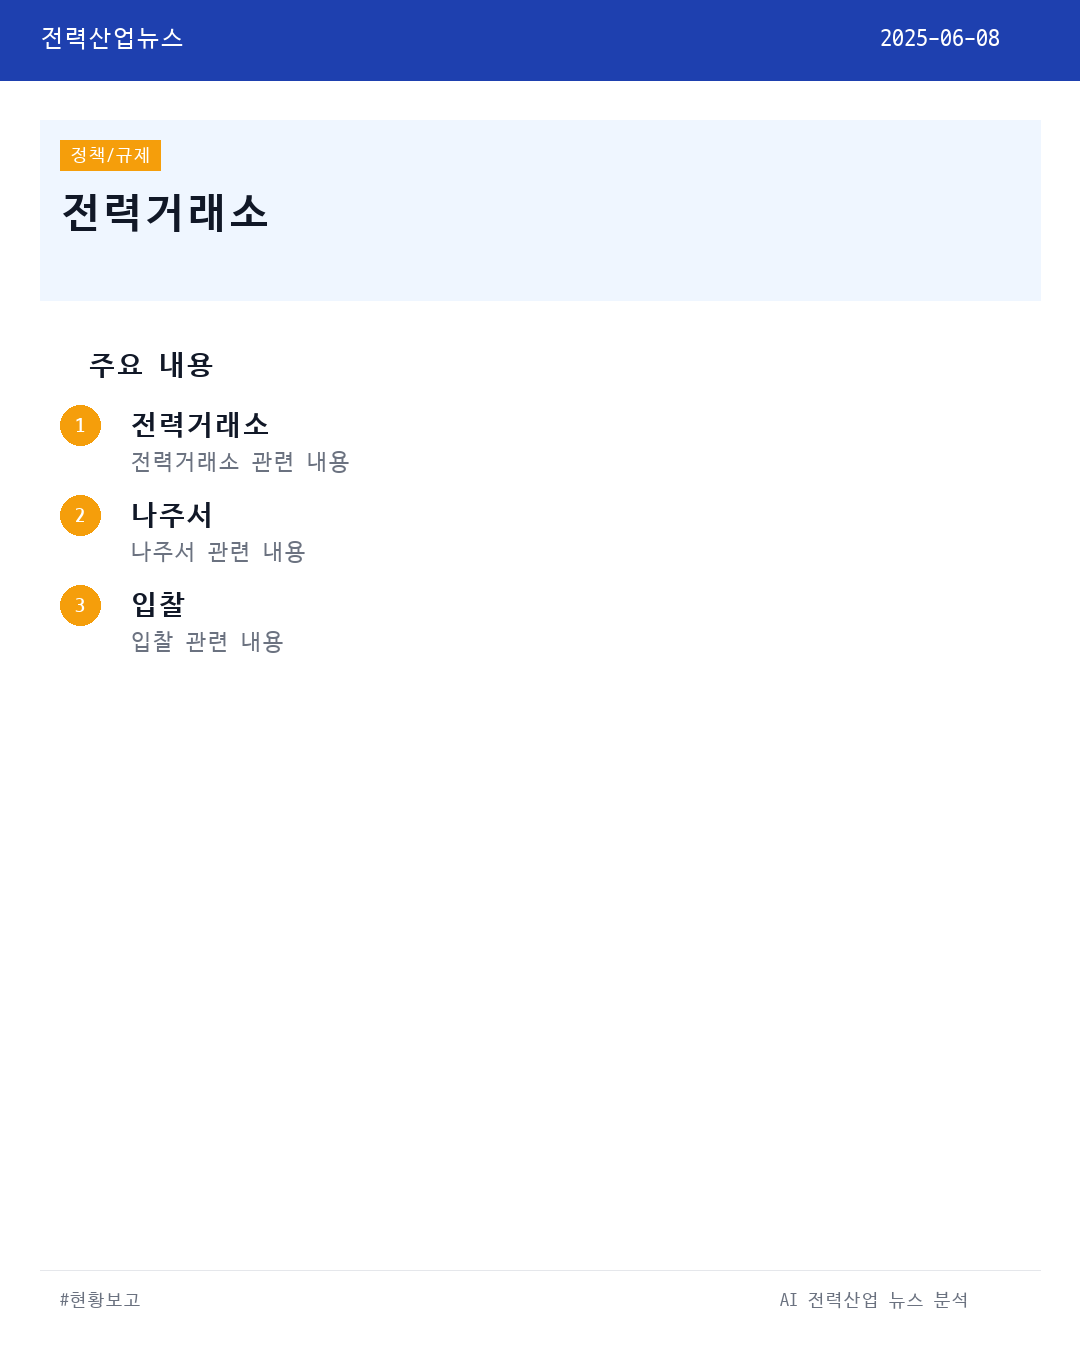 전력산업뉴스
2025-06-08
정책/규제
전력거래소
주요 내용
1
전력거래소
전력거래소 관련 내용
2
나주서
나주서 관련 내용
3
입찰
입찰 관련 내용
#현황보고
AI 전력산업 뉴스 분석